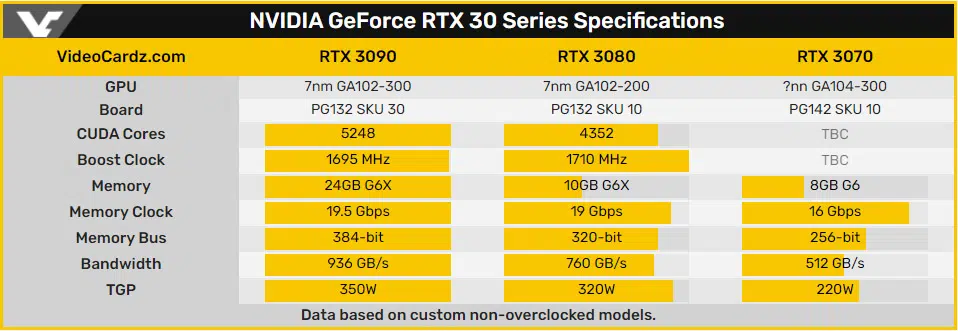 NVIDIA GeForce RTX 30 Series Specifications
VideoCardz.com RTX 3090 RTX 3080 RTX 3070
GPU 7nm GA102-300 7nm GA102-200 ?nn GA104-300
Board PG132 SKU 30 PG132 SKU 10 PG142 SKU 10
CUDA Cores 5248 4352 TBC
Boost Clock 1695 MHz 1710 MHz TBC
Memory 24GB G6X 10GB G6X 8GB G6
Memory Clock 19.5 Gbps 19 Gbps 16 Gbps
Memory Bus 384-bit 320-bit 256-bit
Bandwidth 936 GB/s 760 GB/s 512 GB/s
TGP 350W 320W 220W
Data based on custom non-overclocked models.